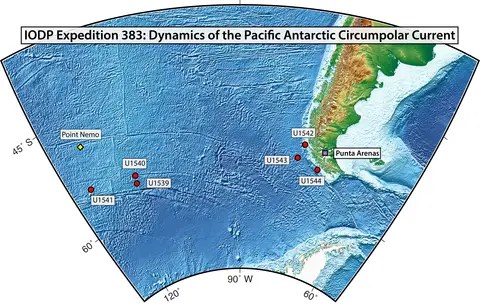 IODP Expedition 383: Dynamics of the Pacific Antarctic Circumpolar Current
Point Nemo
U1542
Punta Arenas
45° S
U1540
U1543
U1539
U1544
U1541
60°
90° W
120°
60°